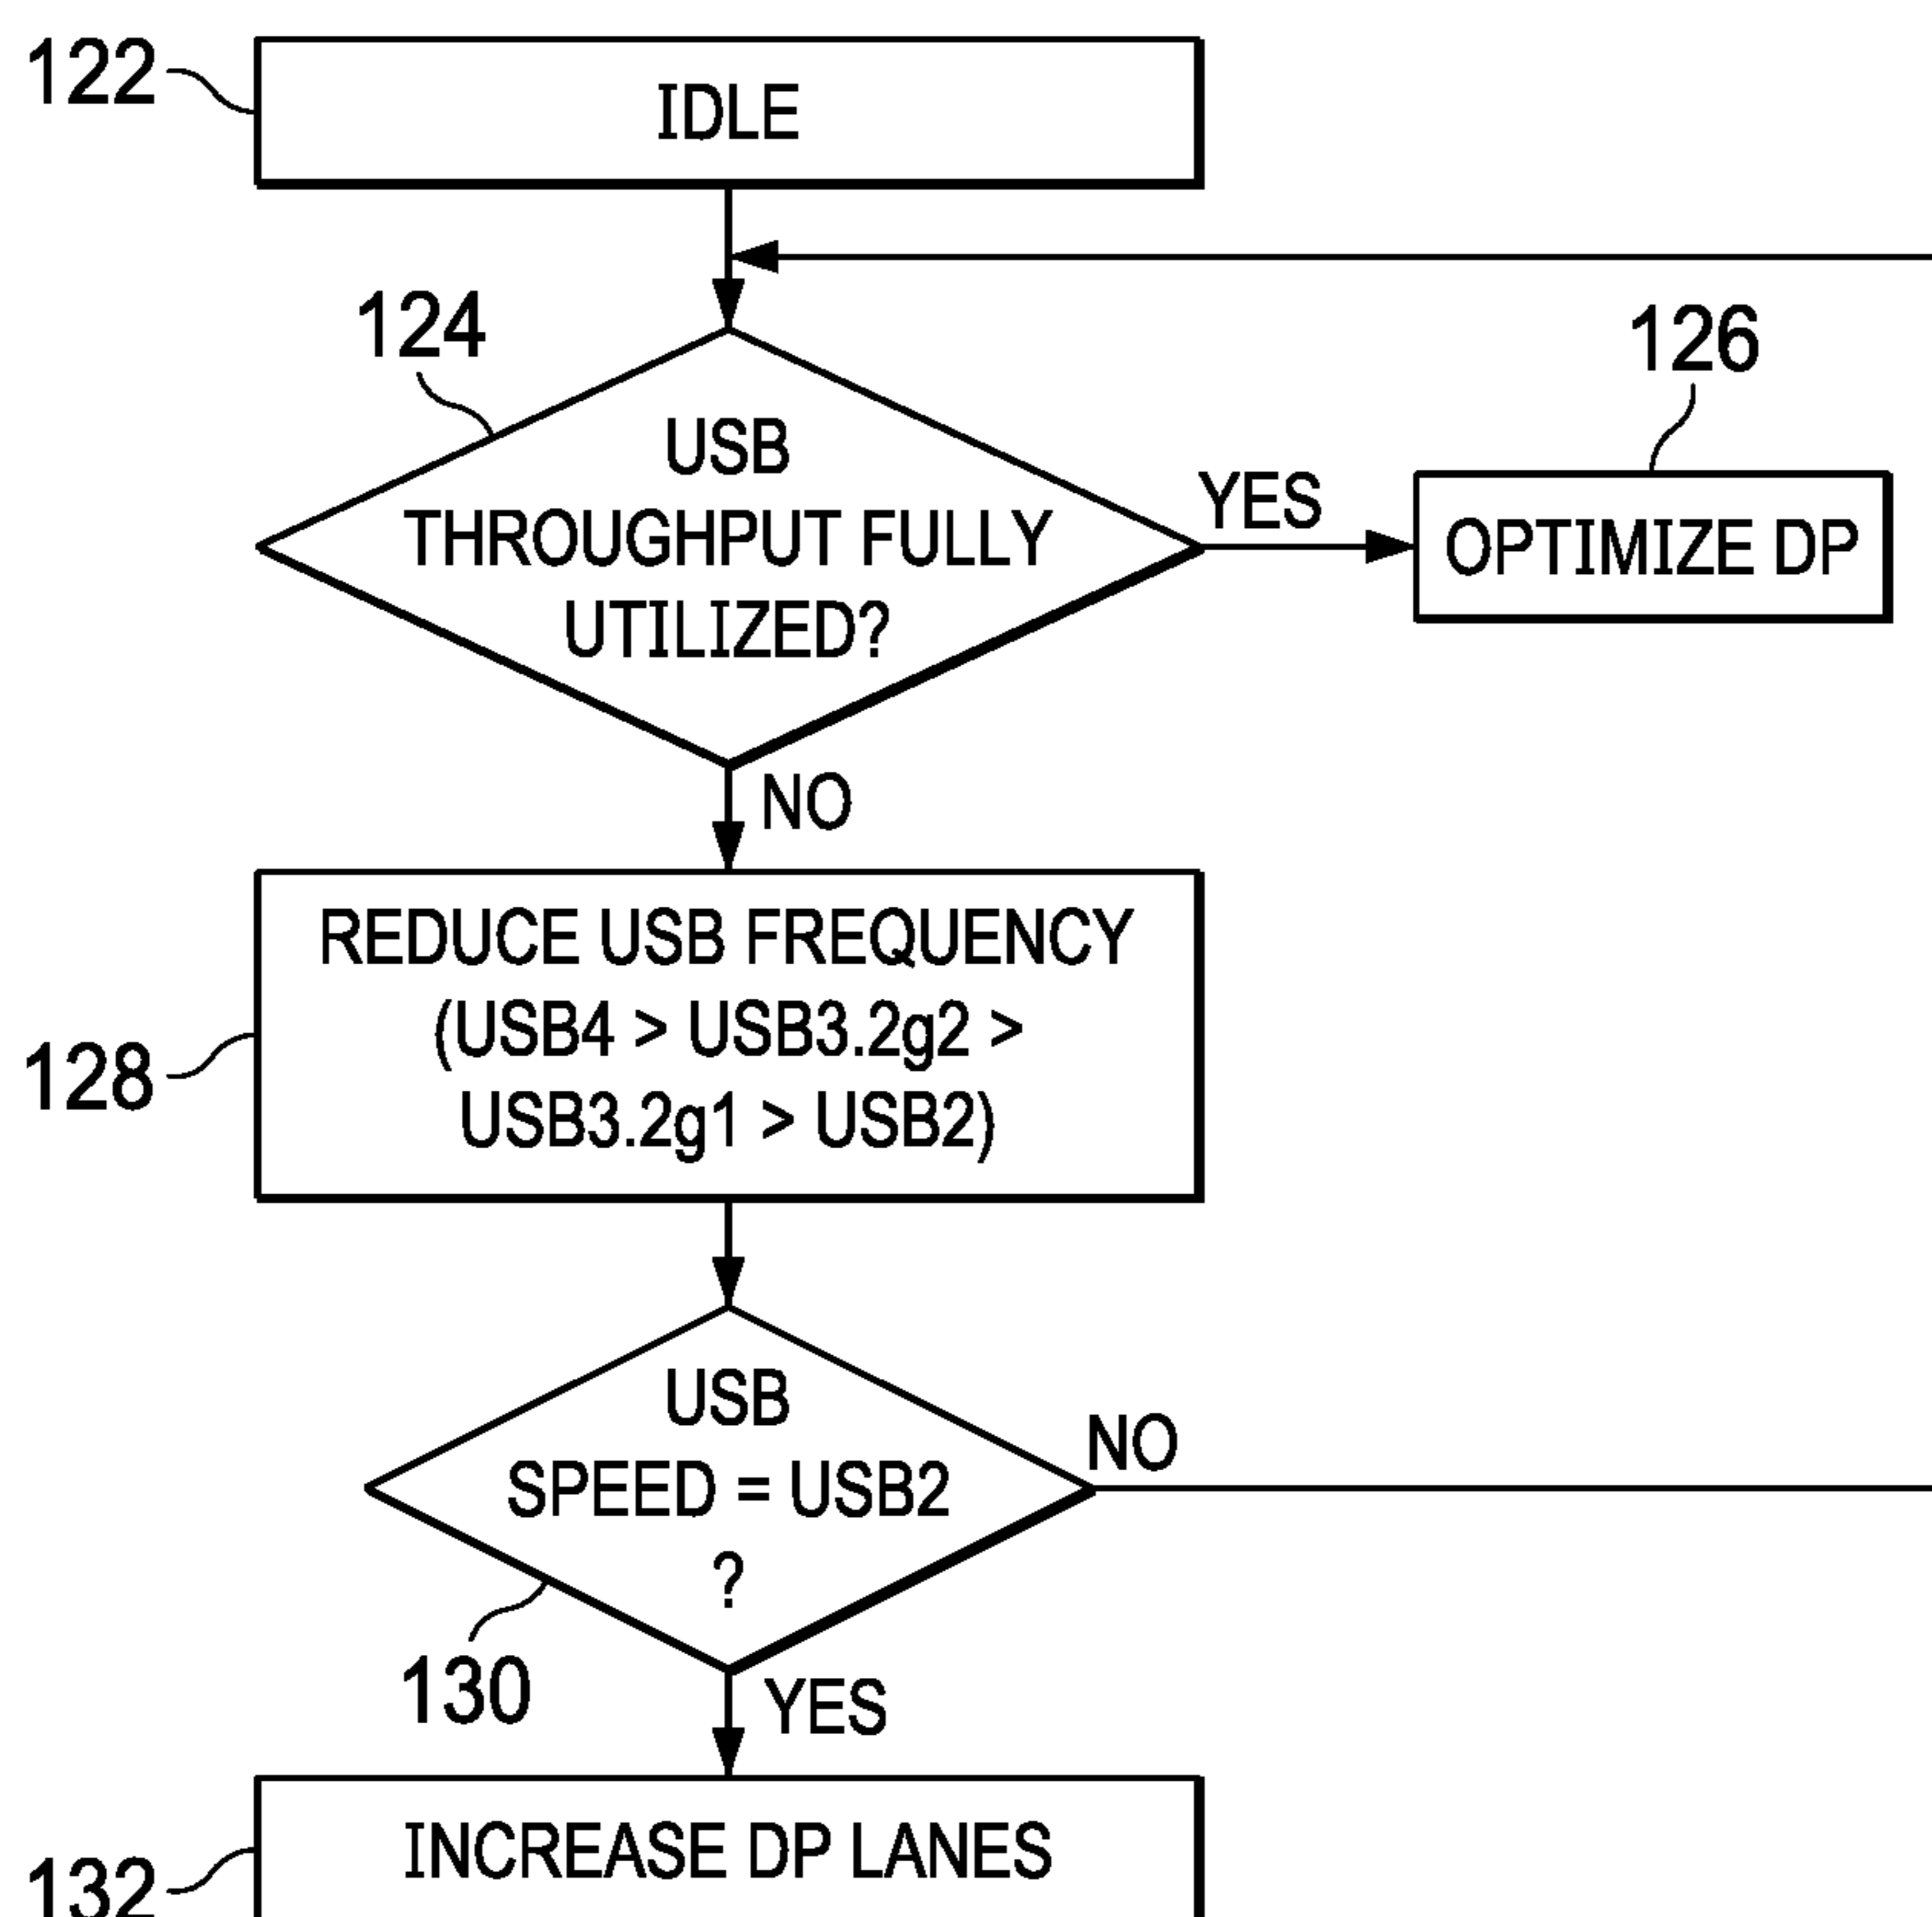 122
IDLE
124
126
USB
THROUGHPUT FULLY
UTILIZED?
YES
OPTIMIZE DP
NO
REDUCE USB FREQUENCY
(USB4 > USB3.2g2 >
USB3.2g1 > USB2)
128
USB
SPEED = USB2
?
NO
130
YES
INCREASE DP LANES
132